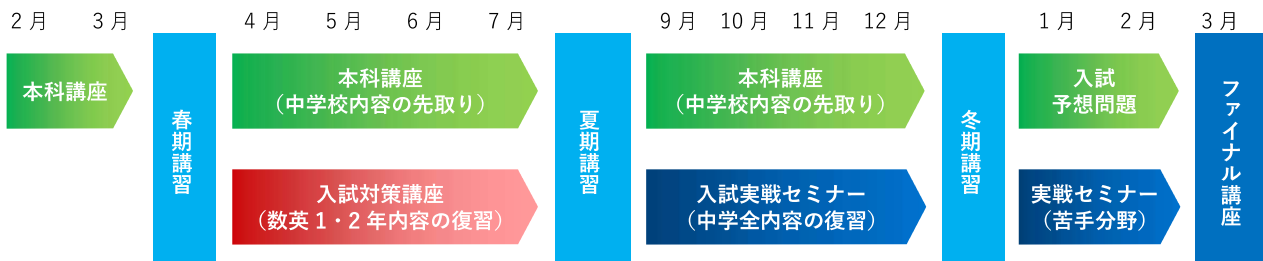 2月 3月 4月 5月 6月 7月 9月 10月 11月 12月 1月 2月 3月
本科講座
春期講習
本科講座
（中学校内容の先取り）
入試対策講座
（数英1・2年内容の復習）
夏期講習
本科講座
（中学校内容の先取り）
入試実戦セミナー
（中学全内容の復習）
冬期講習
入試
予想問題
実戦セミナー
（苦手分野）
ファイナル講座